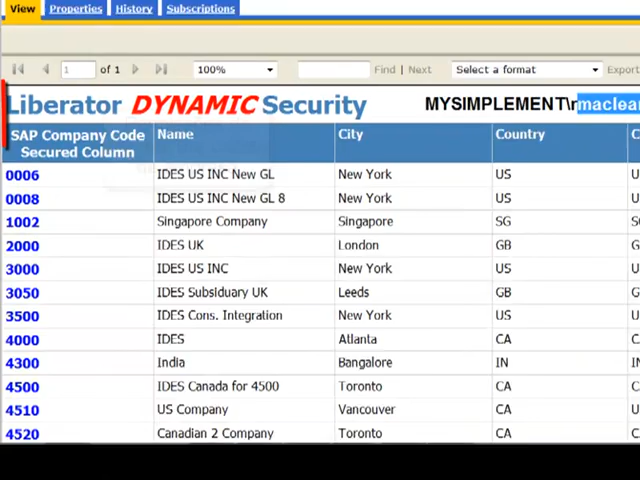 View Properties History Subscriptions
1 of 1 100% Find | Next Select a format Export
Liberator DYNAMIC Security MYSIMPLEMENT\rmaclean
SAP Company Code Secured Column Name City Country C
0006 IDES US INC New GL New York US U
0008 IDES US INC New GL 8 New York US U
1002 Singapore Company Singapore SG S
2000 IDES UK London GB G
3000 IDES US INC New York US U
3050 IDES Subsiduary UK Leeds GB G
3500 IDES Cons. Integration New York US U
4000 IDES Atlanta CA C
4300 India Bangalore IN I
4500 IDES Canada for 4500 Toronto CA C
4510 US Company Vancouver CA C
4520 Canadian 2 Company Toronto CA C